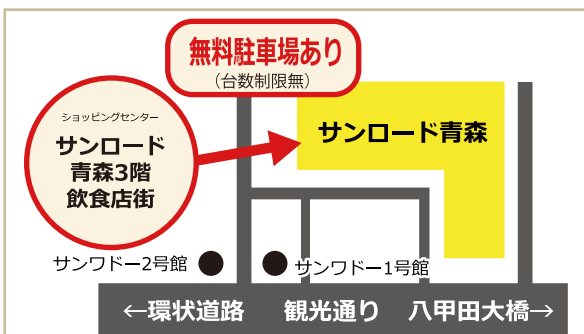 無料駐車場あり
（台数制限無）
ショッピングセンター
サンロード
青森3階
飲食店街
サンロード青森
サンワドー2号館
サンワドー1号館
←環状道路 観光通り 八甲田大橋→